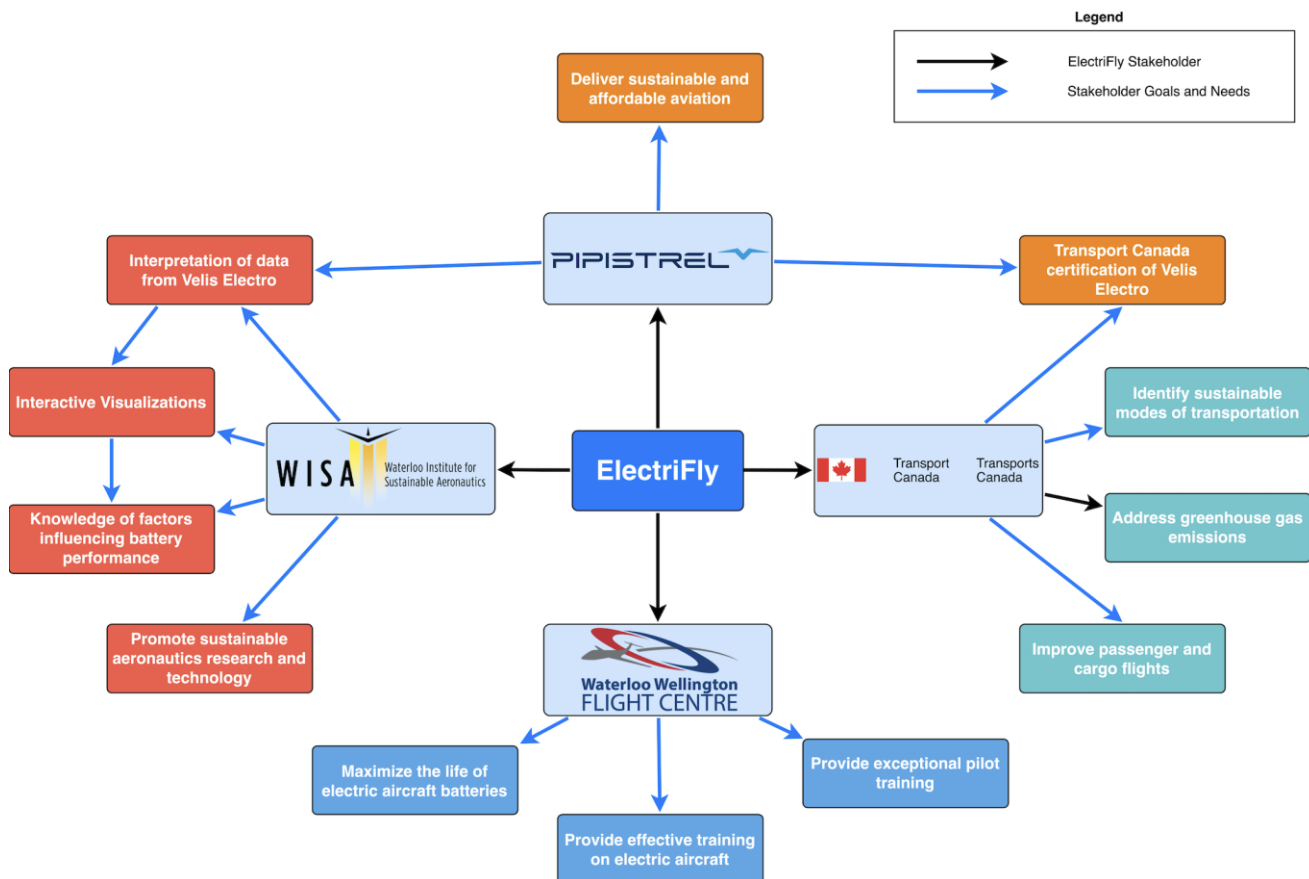 Legend
ElectriFly Stakeholder
Stakeholder Goals and Needs
Deliver sustainable and
affordable aviation
PIPISTREL
Interpretation of data
from Velis Electro
Transport Canada
certification of Velis
Electro
Interactive Visualizations
Identify sustainable
modes of transportation
WISA
Waterloo Institute for
Sustainable Aeronautics
ElectriFly
Transport
Canada
Transports
Canada
Knowledge of factors
influencing battery
performance
Address greenhouse gas
emissions
Promote sustainable
aeronautics research and
technology
Waterloo Wellington
FLIGHT CENTRE
Improve passenger and
cargo flights
Maximize the life of
electric aircraft batteries
Provide exceptional pilot
training
Provide effective training
on electric aircraft